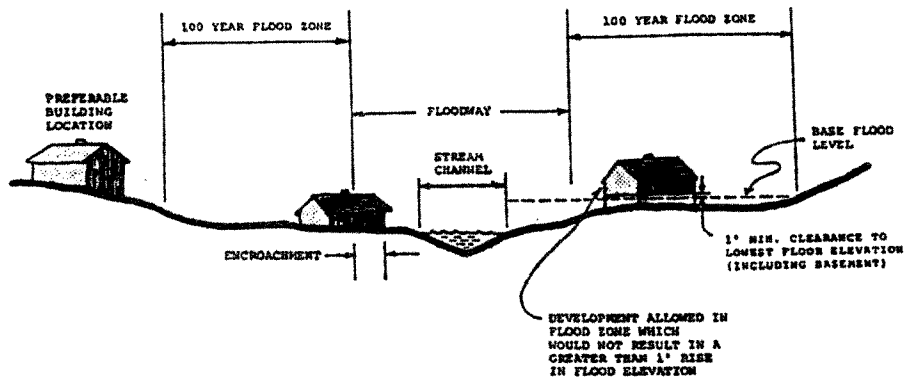 100 YEAR FLOOD ZONE
100 YEAR FLOOD ZONE
PREFERABLE
BUILDING
LOCATION
FLOODWAY
BASE FLOOD
LEVEL
STREAM
CHANNEL
ENCROACHMENT
1' MIN. CLEARANCE TO
LOWEST FLOOR ELEVATION
(INCLUDING BASEMENT)
DEVELOPMENT ALLOWED IN
FLOOD ZONE WHICH
WOULD NOT RESULT IN A
GREATER THAN 1' RISE
IN FLOOD ELEVATION